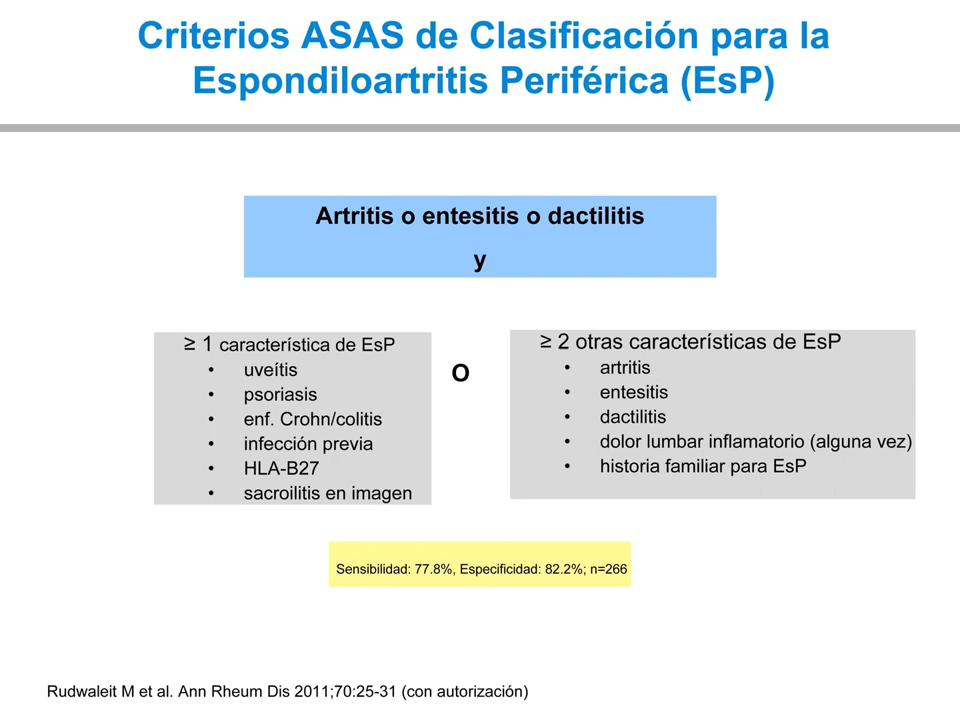 Criterios ASAS de Clasificación para la
Espondiloartritis Periférica (EsP)
Artritis o entesitis o dactilitis
y
≥ 1 característica de EsP
• uveítis
• psoriasis
• enf. Crohn/colitis
• infección previa
• HLA-B27
• sacroilitis en imagen
O
≥ 2 otras características de EsP
• artritis
• entesitis
• dactilitis
• dolor lumbar inflamatorio (alguna vez)
• historia familiar para EsP
Sensibilidad: 77.8%, Especificidad: 82.2%; n=266
Rudwaleit M et al. Ann Rheum Dis 2011;70:25-31 (con autorización)